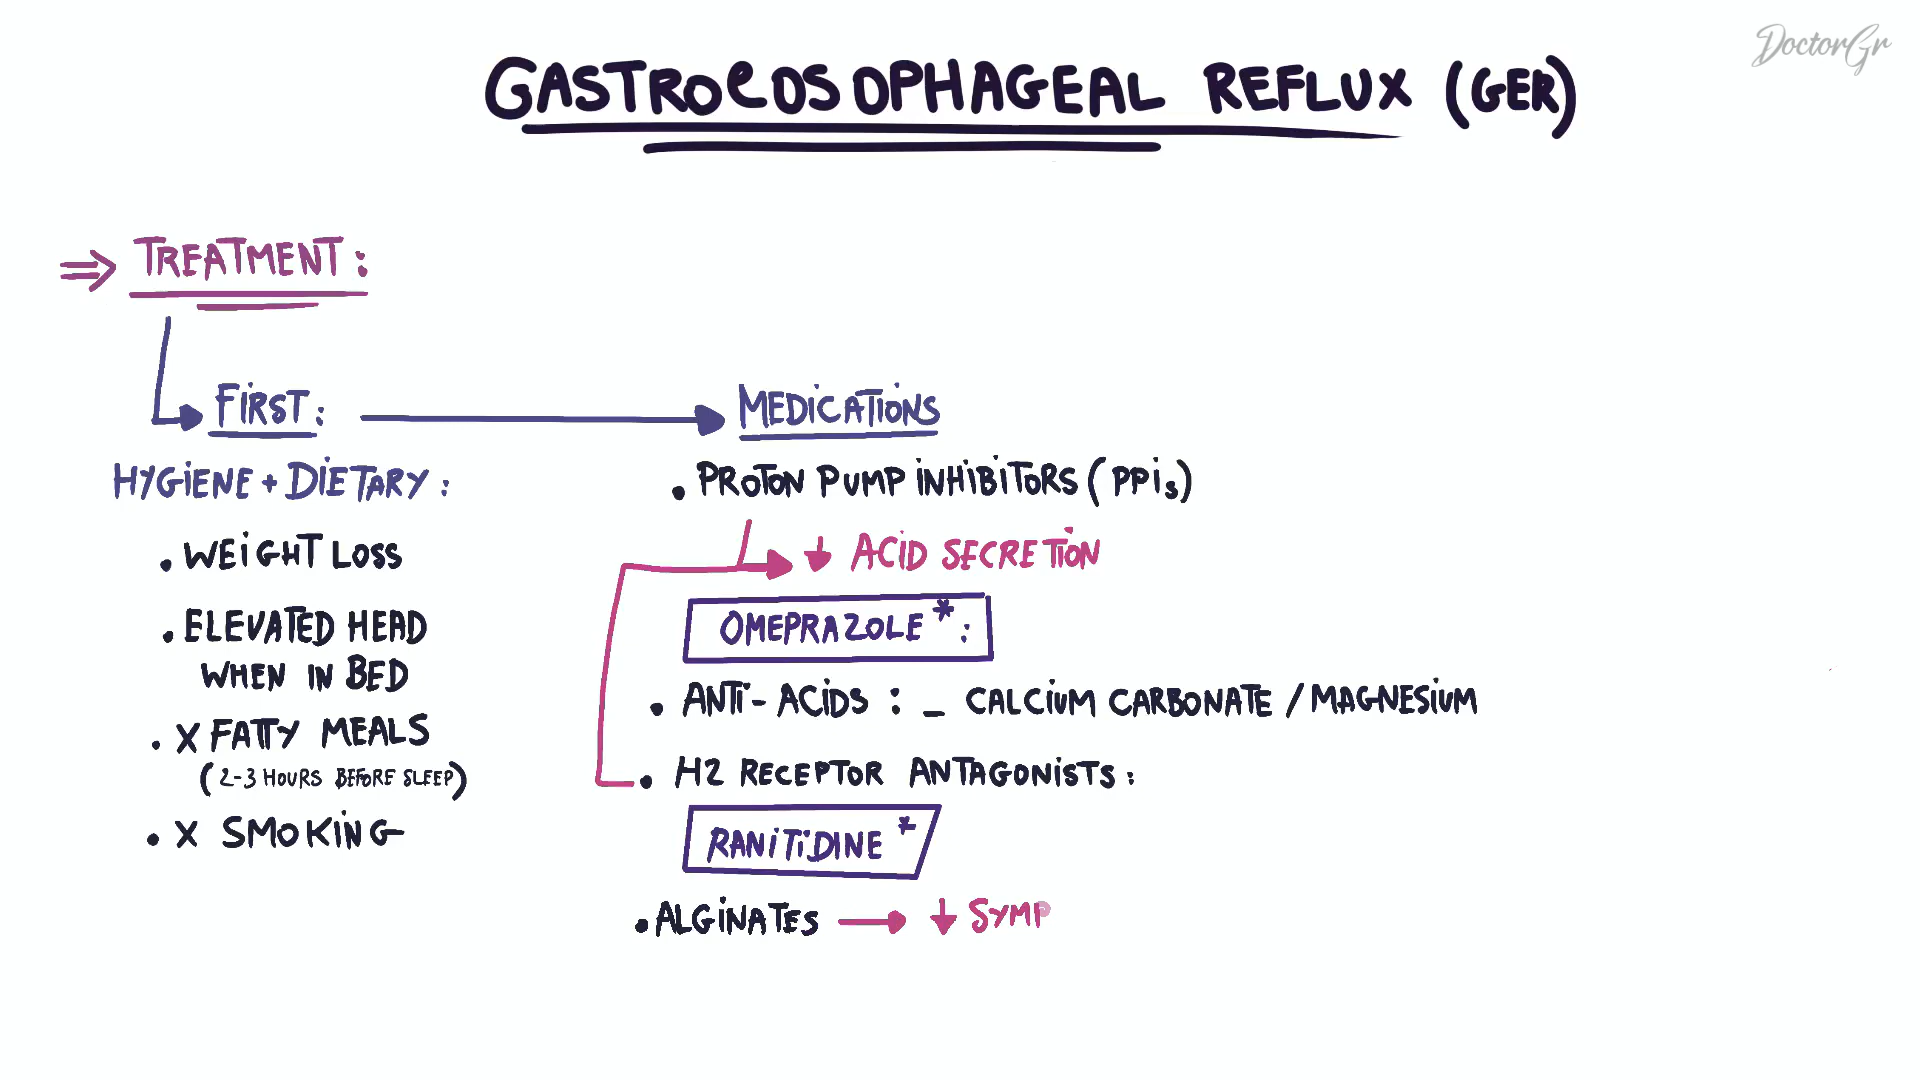 DoctorGr
GASTROeOSOPHAGEAL REFLUX (GER)
⇒ TREATMENT:
FIRST:
HYGIENE + DIETARY:
• WEIGHT LOSS
• ELEVATED HEAD
WHEN IN BED
• X FATTY MEALS
(2-3 HOURS BEFORE SLEEP)
• X SMOKING
MEDICATIONS
• PROTON PUMP INHIBITORS (PPis)
↓ ACID SECRETION
OMEPRAZOLE*:
• ANTI-ACIDS: _ CALCIUM CARBONATE / MAGNESIUM
• H2 RECEPTOR ANTAGONISTS:
RANITIDINE*
• ALGINATES → ↓ SYMP